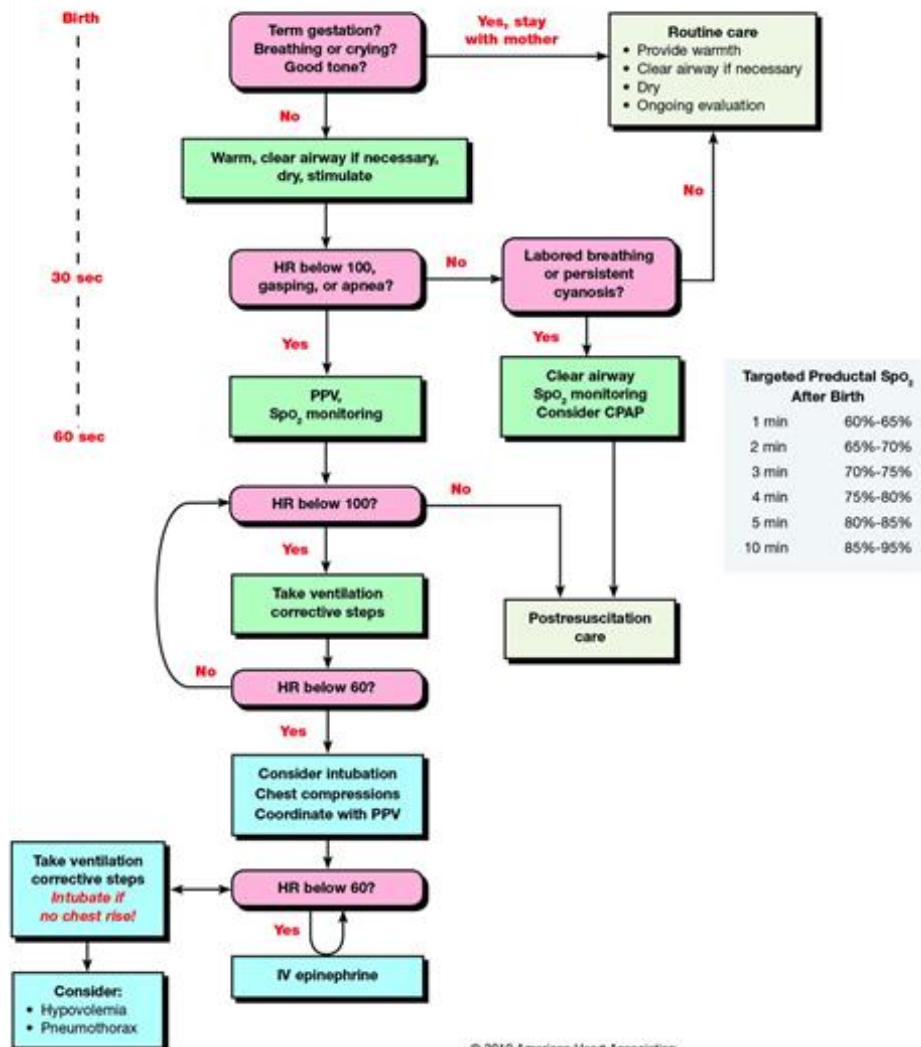 Birth
Term gestation?
Breathing or crying?
Good tone?
Yes, stay
with mother
Routine care
• Provide warmth
• Clear airway if necessary
• Dry
• Ongoing evaluation
No
Warm, clear airway if necessary,
dry, stimulate
No
30 sec
HR below 100,
gasping, or apnea?
No
Labored breathing
or persistent
cyanosis?
Yes
Yes
PPV,
SpO₂ monitoring
Clear airway
SpO₂ monitoring
Consider CPAP
60 sec
Targeted Preductal SpO₂
After Birth
1 min 60%-65%
2 min 65%-70%
3 min 70%-75%
4 min 75%-80%
5 min 80%-85%
10 min 85%-95%
HR below 100?
No
Yes
Take ventilation
corrective steps
Postresuscitation
care
No
HR below 60?
Yes
Consider intubation
Chest compressions
Coordinate with PPV
Take ventilation
corrective steps
Intubate if
no chest rise!
HR below 60?
Yes
IV epinephrine
Consider:
• Hypovolemia
• Pneumothorax
American Heart Association